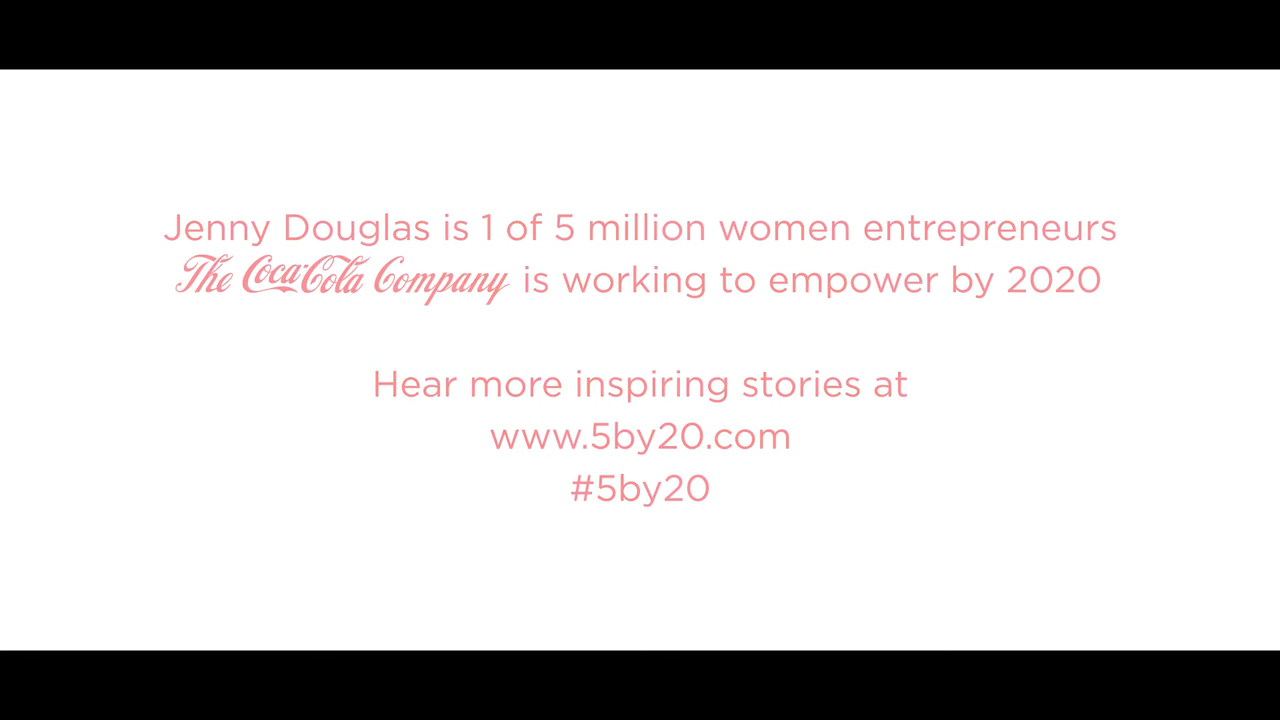 Jenny Douglas is 1 of 5 million women entrepreneurs
The Coca-Cola Company is working to empower by 2020
Hear more inspiring stories at
www.5by20.com
#5by20